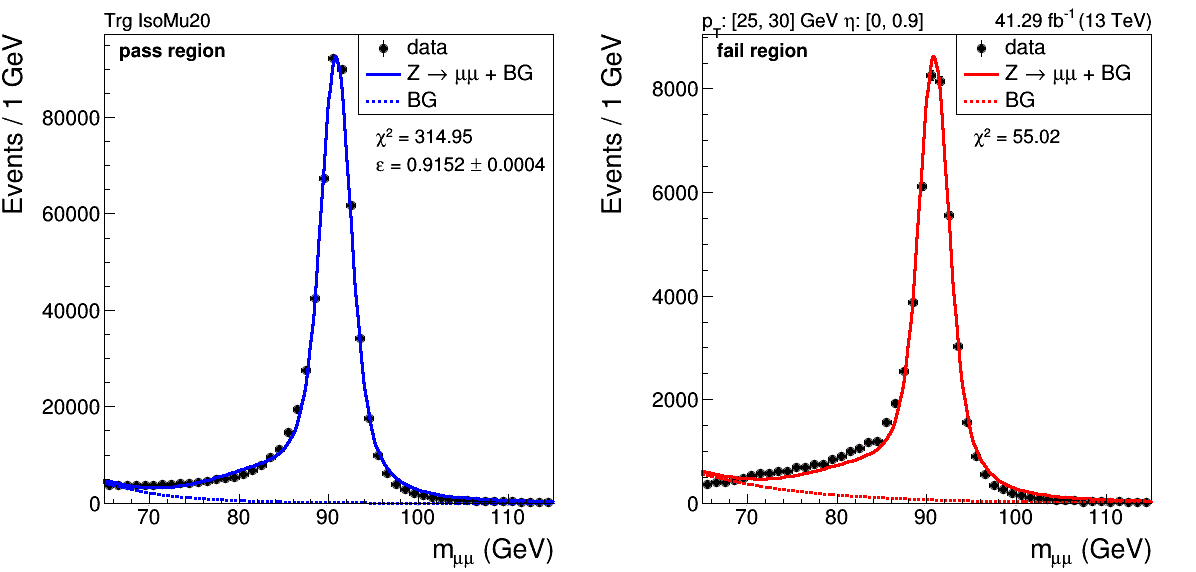 Trg IsoMu20
pass region
data
Z → μμ + BG
BG
χ² = 314.95
ε = 0.9152 ± 0.0004
Events / 1 GeV
80000
60000
40000
20000
0
70 80 90 100 110
m_μμ (GeV)
p_T: [25, 30] GeV η: [0, 0.9] 41.29 fb⁻¹ (13 TeV)
fail region
data
Z → μμ + BG
BG
χ² = 55.02
Events / 1 GeV
8000
6000
4000
2000
0
70 80 90 100 110
m_μμ (GeV)